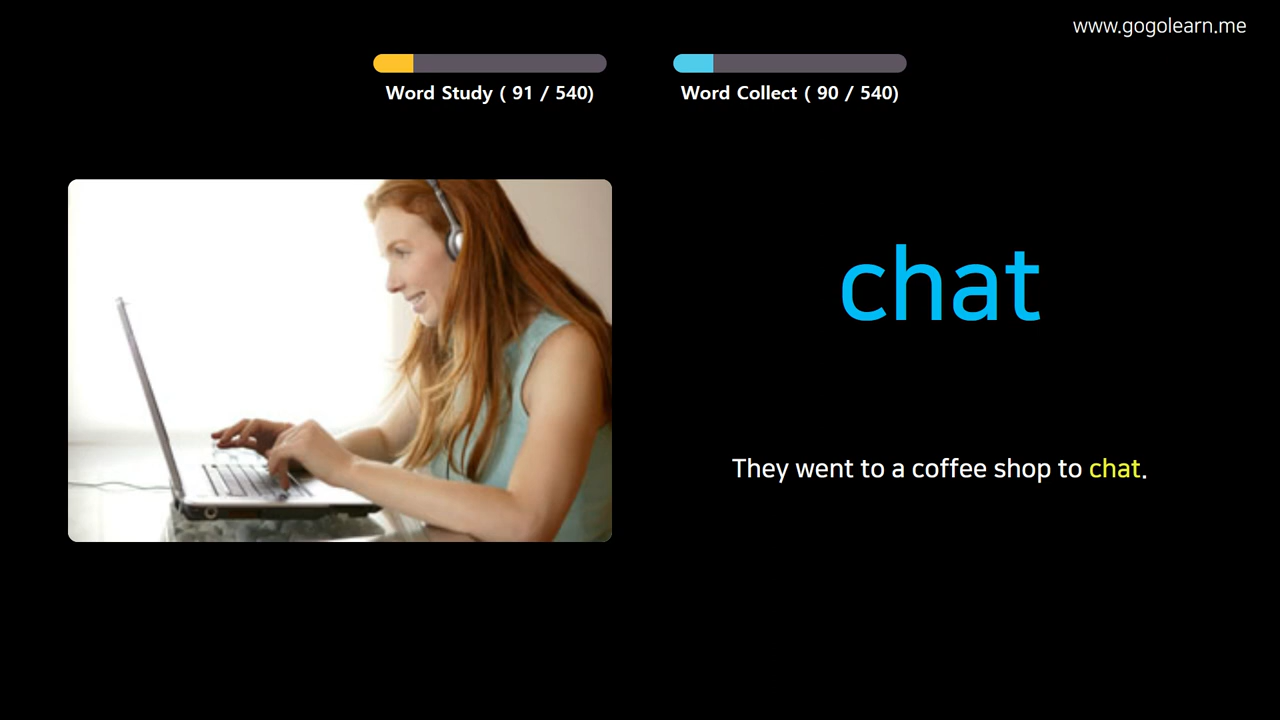 www.gogolearn.me
Word Study ( 91 / 540)
Word Collect ( 90 / 540)
chat
They went to a coffee shop to chat.